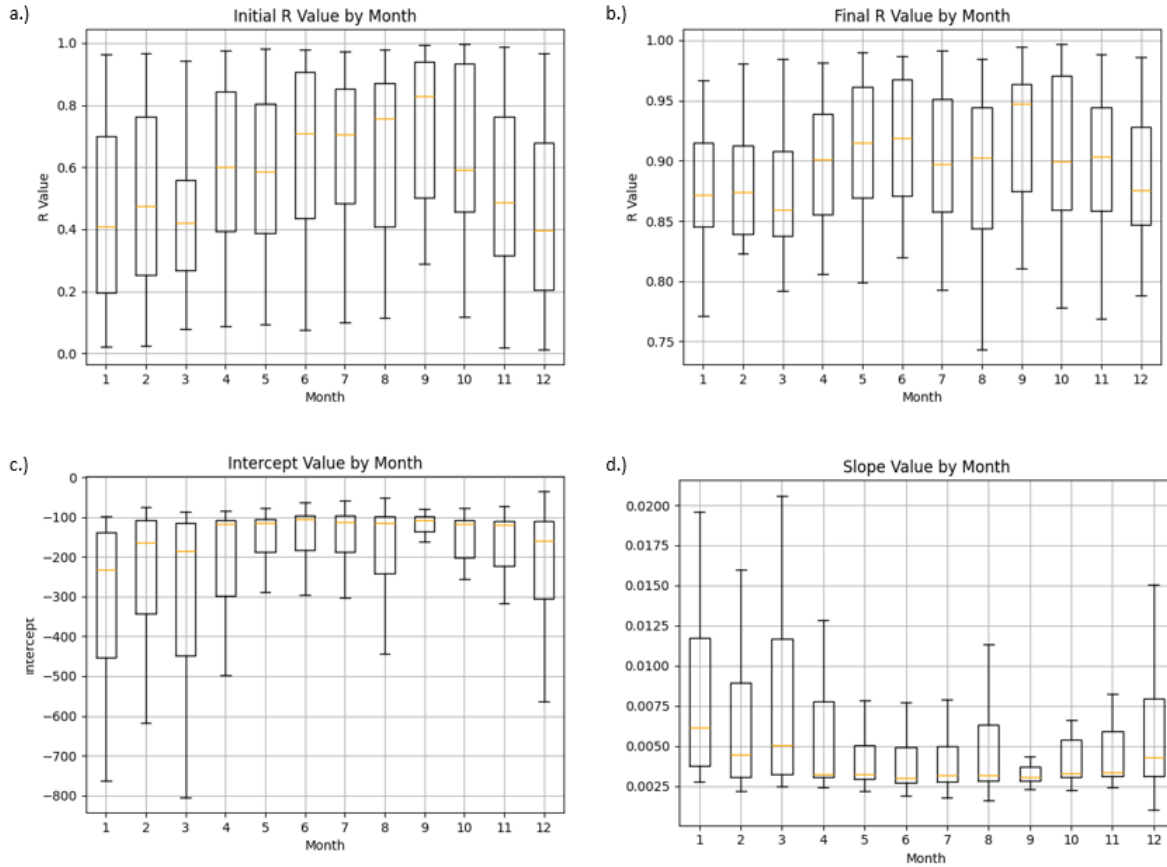 a.)
Initial R Value by Month
1.0
0.8
0.6
0.4
0.2
0.0
R Value
1 2 3 4 5 6 7 8 9 10 11 12
Month
b.)
Final R Value by Month
1.00
0.95
0.90
0.85
0.80
0.75
R Value
1 2 3 4 5 6 7 8 9 10 11 12
Month
c.)
Intercept Value by Month
0
−100
−200
−300
−400
−500
−600
−700
−800
Intercept
1 2 3 4 5 6 7 8 9 10 11 12
Month
d.)
Slope Value by Month
0.0200
0.0175
0.0150
0.0125
0.0100
0.0075
0.0050
0.0025
1 2 3 4 5 6 7 8 9 10 11 12
Month